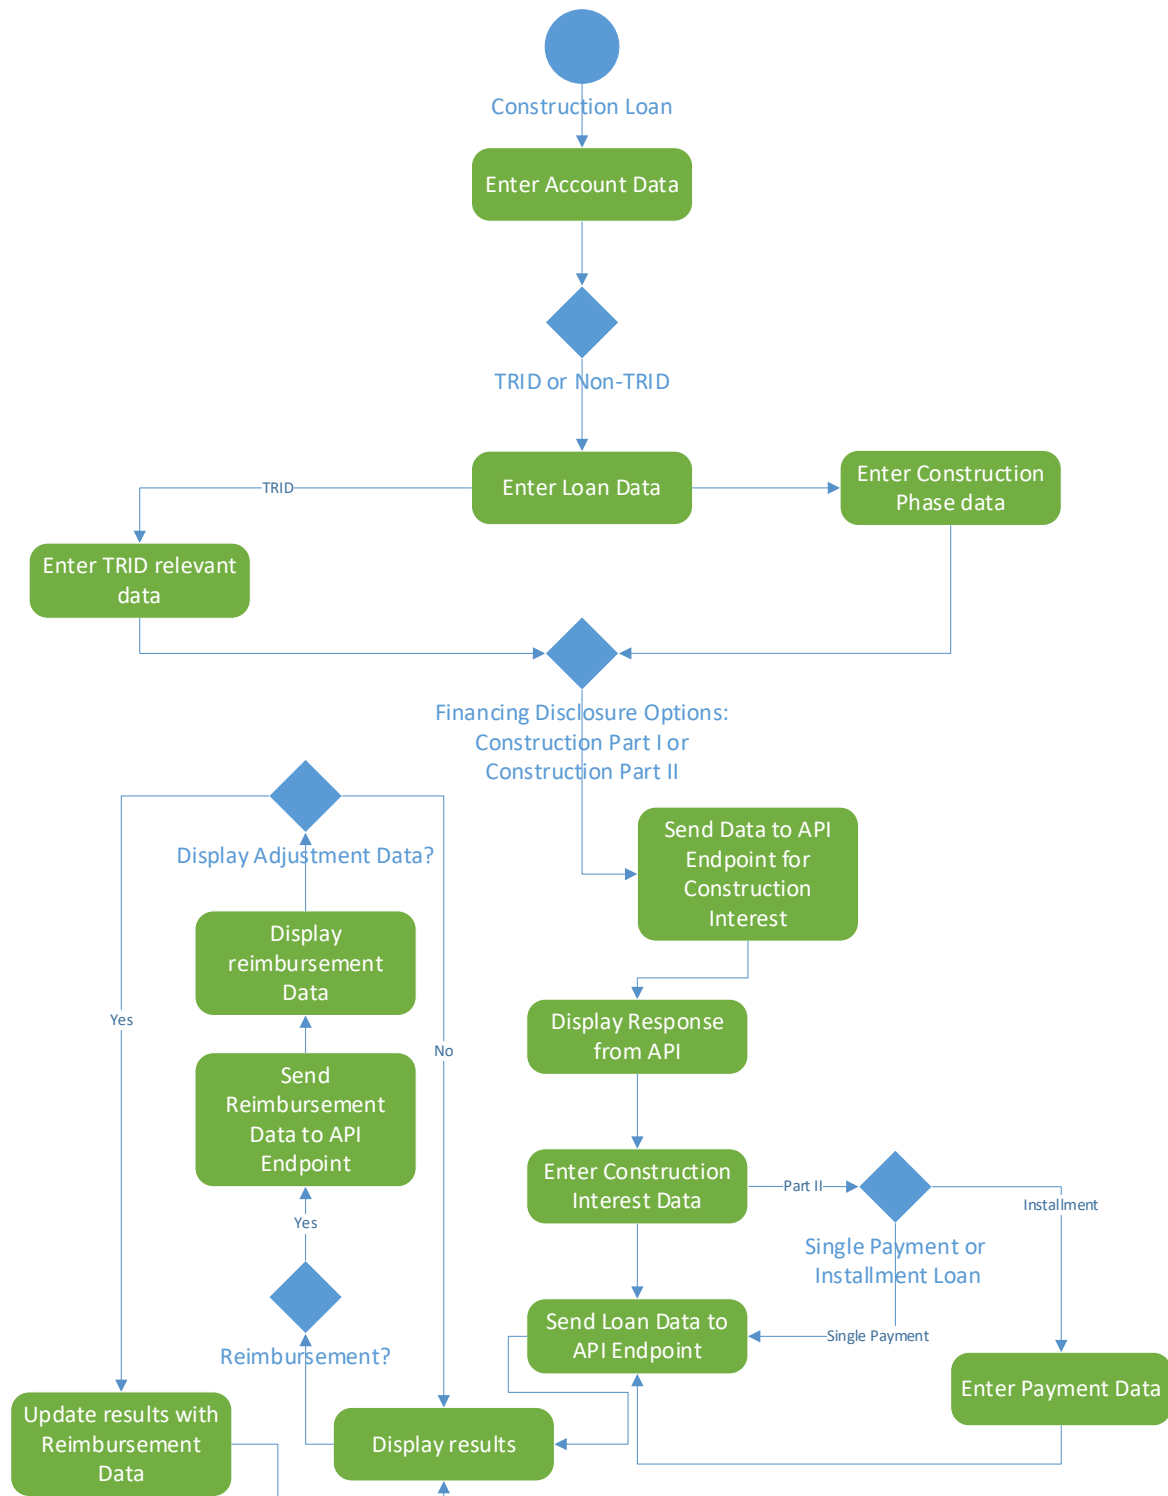 Construction Loan
Enter Account Data
TRID or Non-TRID
TRID
Enter Loan Data
Enter Construction
Phase data
Enter TRID relevant
data
Financing Disclosure Options:
Construction Part I or
Construction Part II
Send Data to API
Endpoint for
Construction
Interest
Display Adjustment Data?
Display
reimbursement
Data
Yes
No
Display Response
from API
Send
Reimbursement
Data to API
Endpoint
Enter Construction
Interest Data
Part II
Installment
Single Payment or
Installment Loan
Yes
Send Loan Data to
API Endpoint
Single Payment
Reimbursement?
Enter Payment Data
Update results with
Reimbursement
Data
Display results